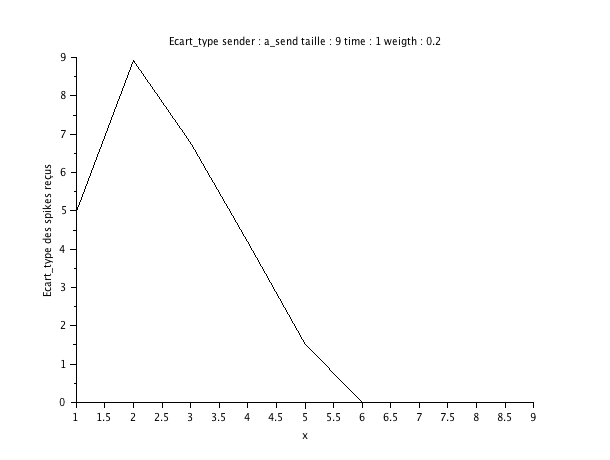 Ecart_type sender : a_send taille : 9 time : 1 weigth : 0.2
9
8
7
6
5
4
3
2
1
0
Ecart_type des spikes reçus
1 1.5 2 2.5 3 3.5 4 4.5 5 5.5 6 6.5 7 7.5 8 8.5 9
x